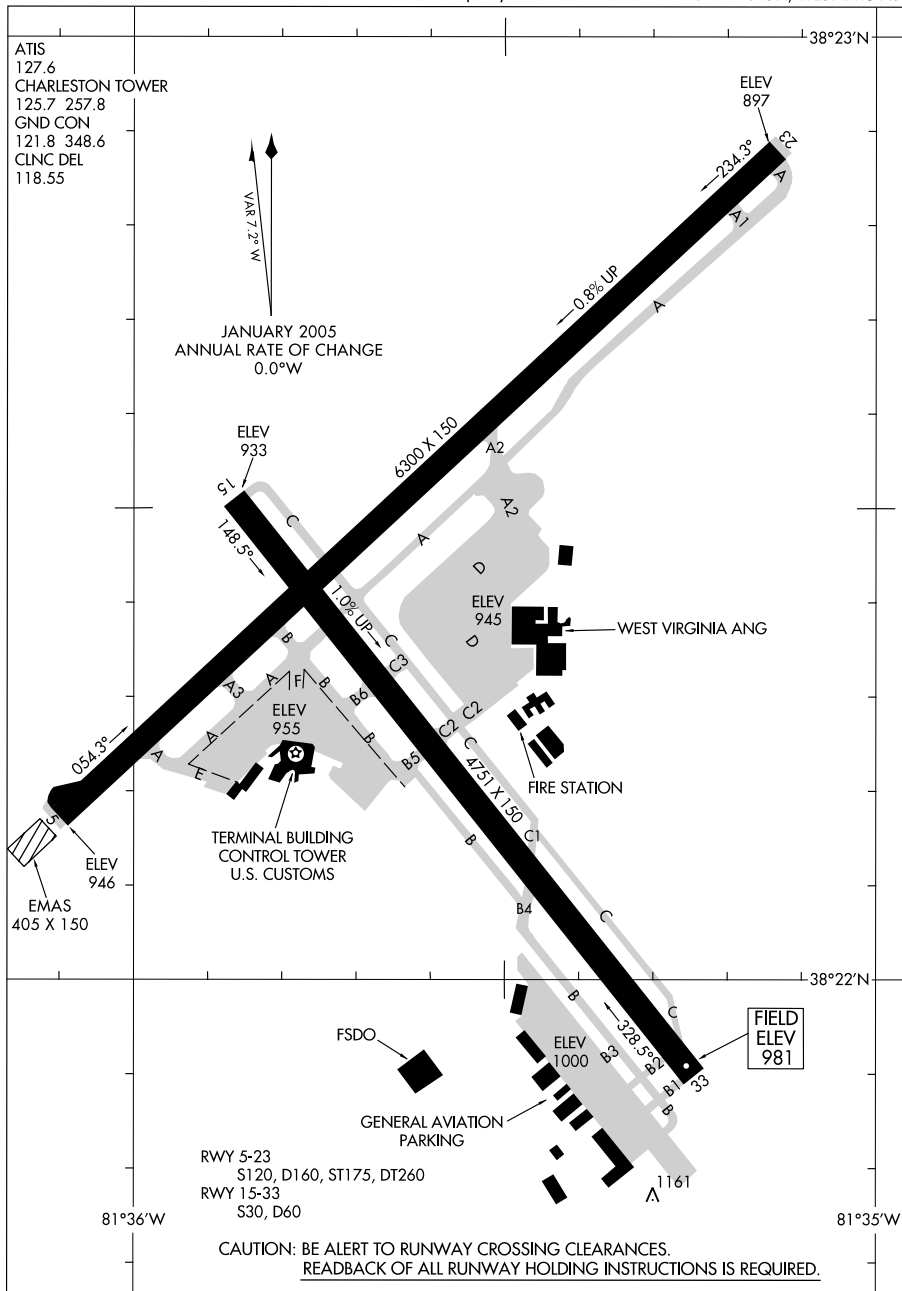 38°23'N
ATIS
127.6
CHARLESTON TOWER
125.7 257.8
GND CON
121.8 348.6
CLNC DEL
118.55
ELEV
897
23
234.3°
A
A1
VAR 7.2° W
0.8% UP
A
JANUARY 2005
ANNUAL RATE OF CHANGE
0.0°W
ELEV
933
6300 X 150
A2
15
C
A2
148.5°
A
D
1.0% UP
ELEV
945
WEST VIRGINIA ANG
B
C
D
C3
A3
A
F
B
B6
ELEV
955
C2
C2
A
B
C
054.3°
A
E
B5
4751 X 150
FIRE STATION
5
TERMINAL BUILDING
CONTROL TOWER
U.S. CUSTOMS
B
C1
ELEV
946
EMAS
405 X 150
B4
C
38°22'N
B
C
FSDO
ELEV
1000
328.5°
FIELD
ELEV
981
B3
B2
B1
33
B
GENERAL AVIATION
PARKING
RWY 5-23
S120, D160, ST175, DT260
RWY 15-33
S30, D60
1161
81°36'W
81°35'W
CAUTION: BE ALERT TO RUNWAY CROSSING CLEARANCES.
READBACK OF ALL RUNWAY HOLDING INSTRUCTIONS IS REQUIRED.